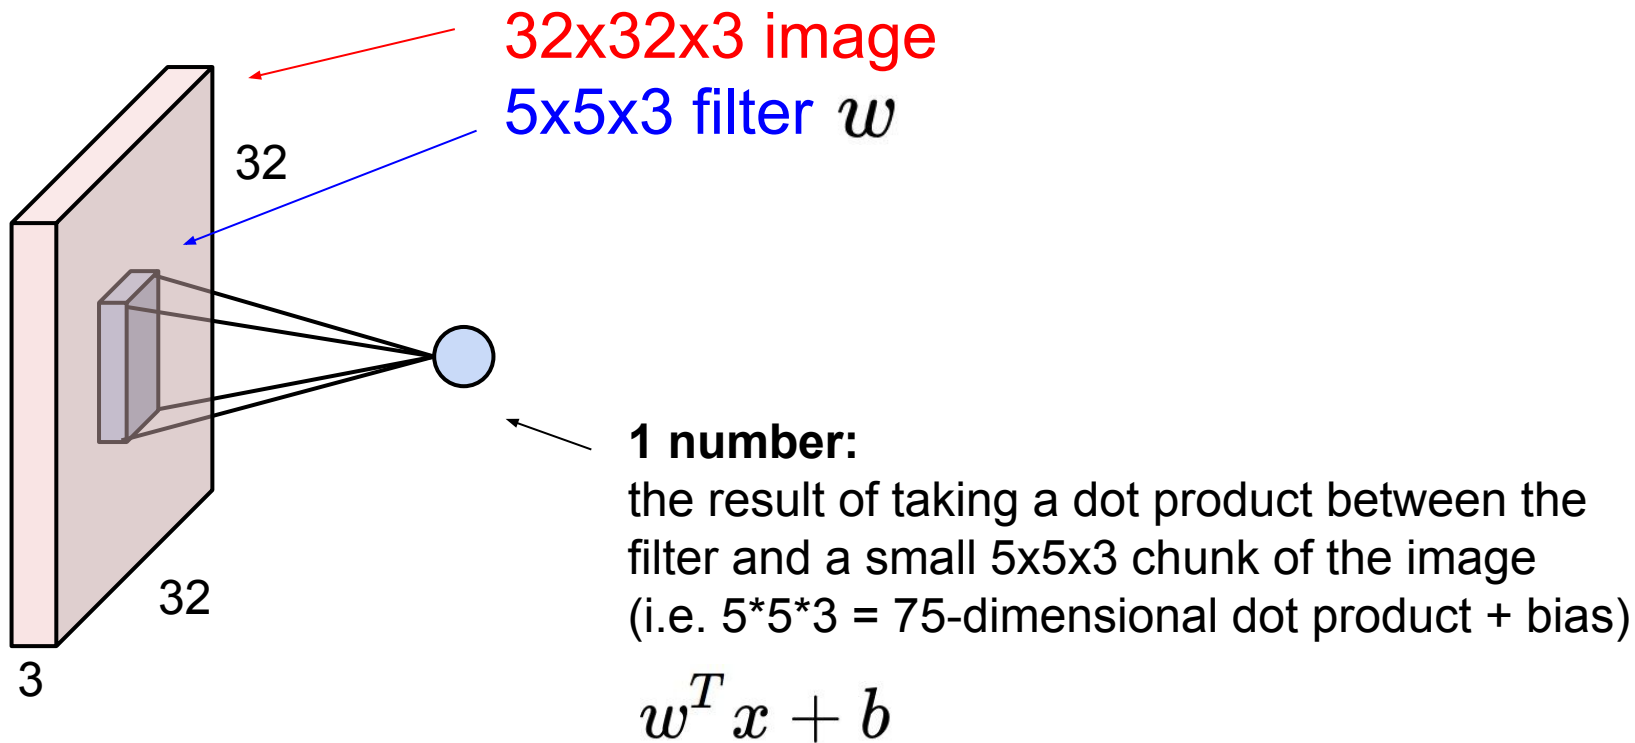 32x32x3 image
5x5x3 filter w
32
32
3
1 number:
the result of taking a dot product between the
filter and a small 5x5x3 chunk of the image
(i.e. 5*5*3 = 75-dimensional dot product + bias)
w^T x + b